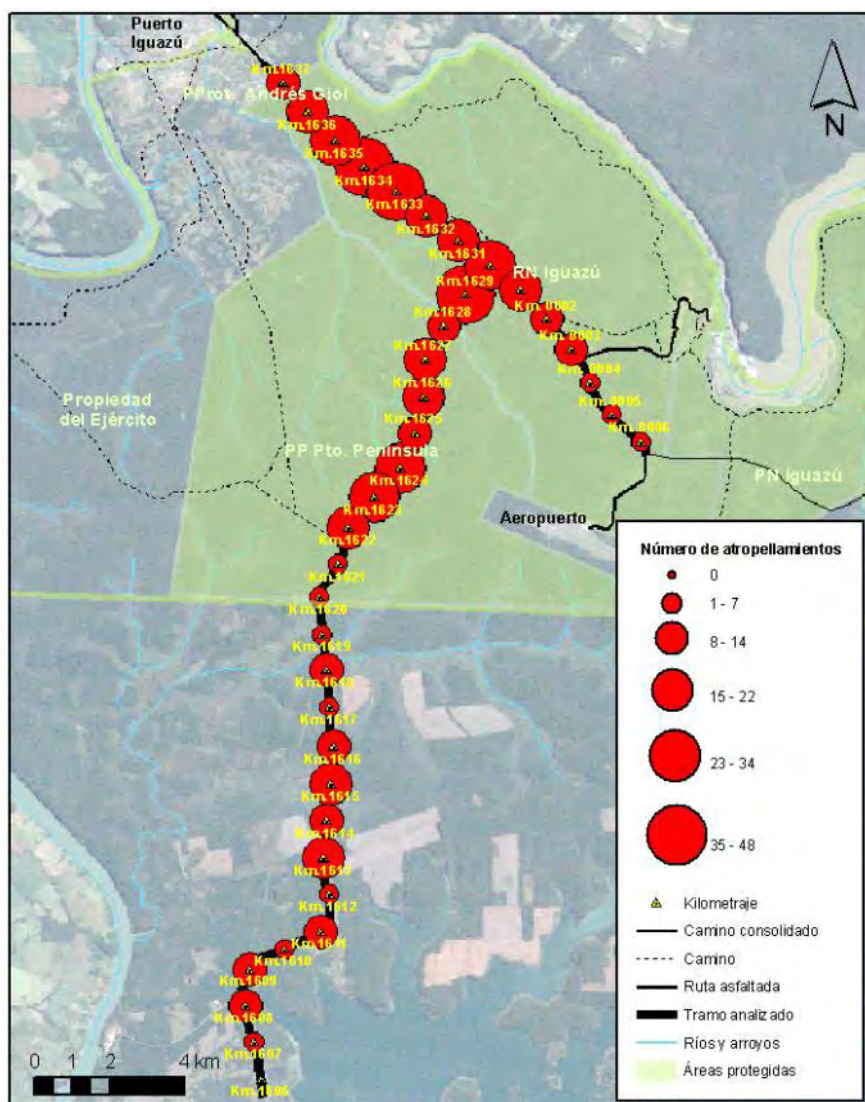 Puerto
Iguazú
Km.1637
PProt. Andrés Giol
Km.1636
Km.1635
Km.1634
Km.1633
Km.1632
Km.1631
RN Iguazú
Km.1629
Km.1628
Km.0002
Km.0003
Km.1627
Km.0004
Km.1626
Km.0005
Km.1625
Km.0006
Propiedad
del Ejército
PP Pto. Península
Km.1624
PN Iguazú
Km.1623
Aeropuerto
Km.1622
Km.1621
Km.1620
Km.1619
Km.1618
Km.1617
Km.1616
Km.1615
Km.1614
Km.1613
Km.1612
Km.1611
Km.1610
Km.1609
Km.1608
Km.1607
Km.1606
N
Número de atropellamientos
0
1 - 7
8 - 14
15 - 22
23 - 34
35 - 48
Kilometraje
Camino consolidado
Camino
Ruta asfaltada
Tramo analizado
Ríos y arroyos
Áreas protegidas
0 1 2 4 km